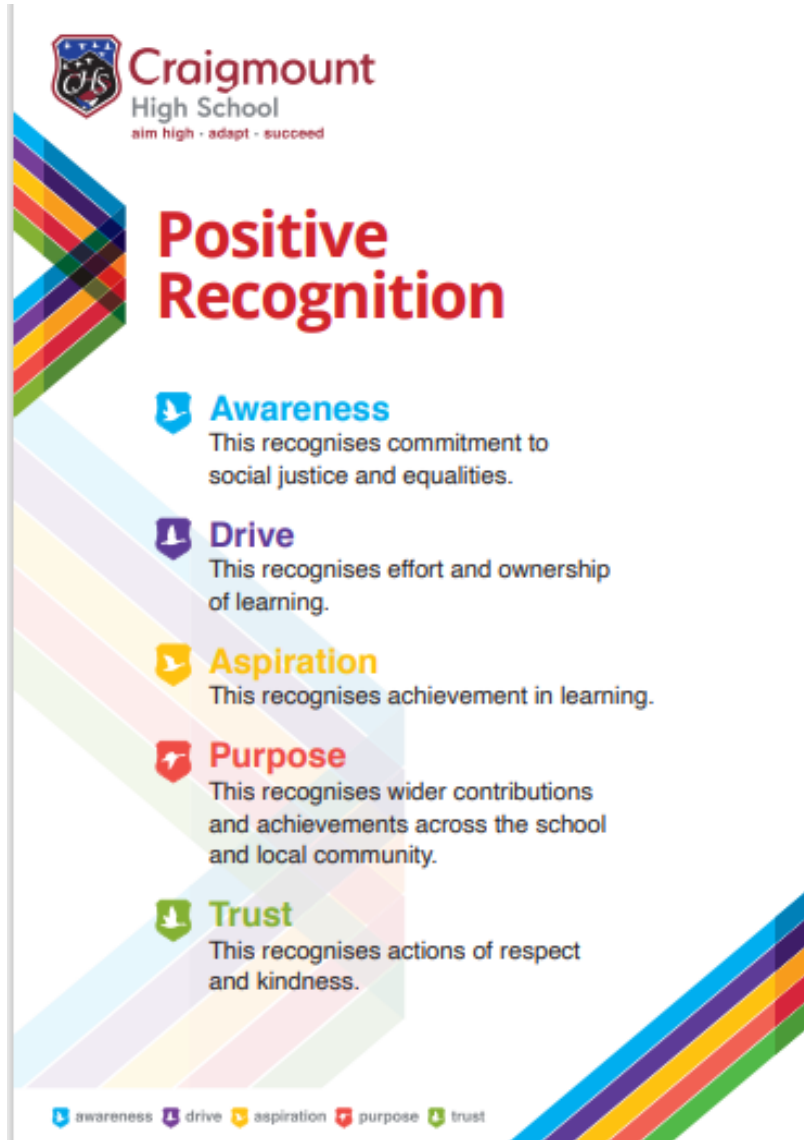 CHS
Craigmount
High School
aim high - adapt - succeed
Positive
Recognition
Awareness
This recognises commitment to
social justice and equalities.
Drive
This recognises effort and ownership
of learning.
Aspiration
This recognises achievement in learning.
Purpose
This recognises wider contributions
and achievements across the school
and local community.
Trust
This recognises actions of respect
and kindness.
awareness drive aspiration purpose trust